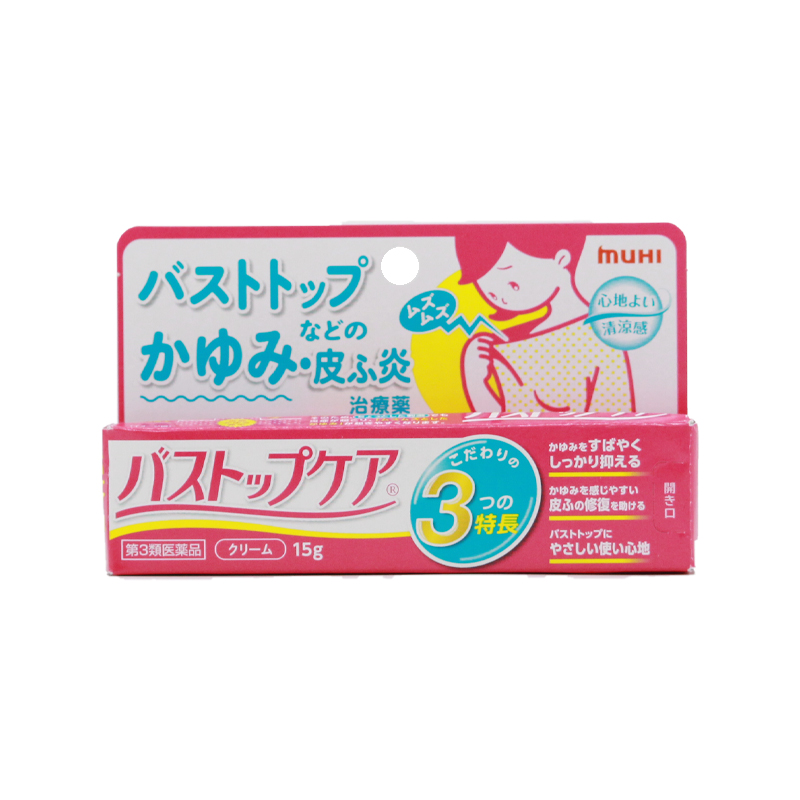 バストトップ
などの
かゆみ・皮ふ炎
治療薬
ムズ
ムズ
muHI
心地よい
清涼感
バストップケア®
第3類医薬品
クリーム
15g
こだわりの
3つの
特長
かゆみをすばやく
しっかり抑える
かゆみを感じやすい
皮ふの修復を助ける
バストトップに
やさしい使い心地
開き口